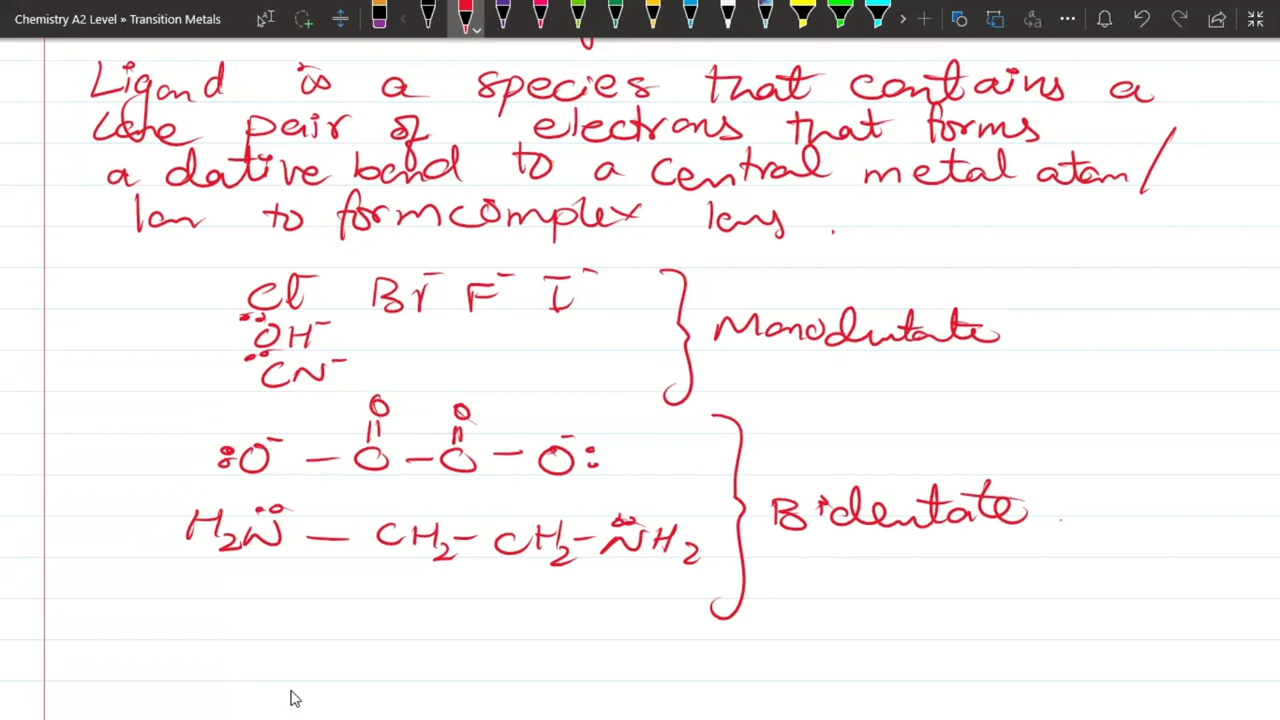 Chemistry A2 Level » Transition Metals
Ligand is a species that contains a
lone pair of electrons that forms
a dative bond to a central metal atom/
Ion to form complex Ions.
Cl⁻ Br⁻ F⁻ I⁻
OH⁻
CN⁻
Monodentate
O O
:O⁻ — C — C — O⁻:
H₂N̈ — CH₂ — CH₂ — N̈H₂
Bidentate